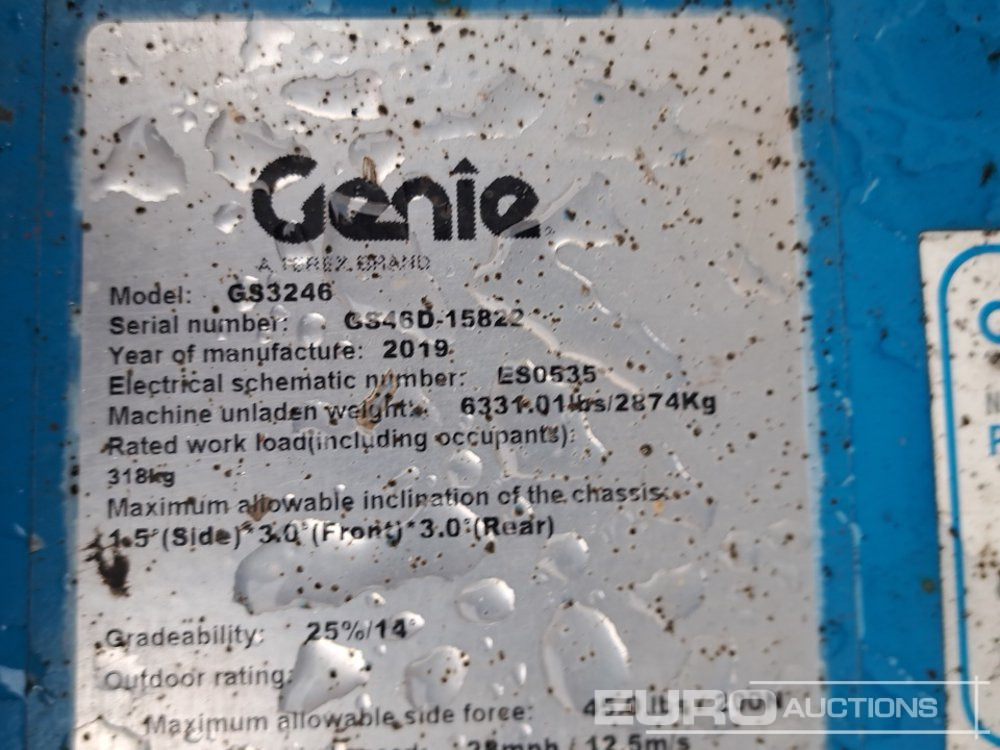 Genîe
A TEREX BRAND
Model: GS3246
Serial number: GS46D-15822
Year of manufacture: 2019
Electrical schematic number: ES0535
Machine unladen weight: 6331.01lbs/2874Kg
Rated work load(including occupants):
318kg
Maximum allowable inclination of the chassis:
1.5°(Side)*3.0°(Front)*3.0°(Rear)
Gradeability: 25%/14°
Outdoor rating:
Maximum allowable side force:
28mph / 12.5m/s
EURO AUCTIONS